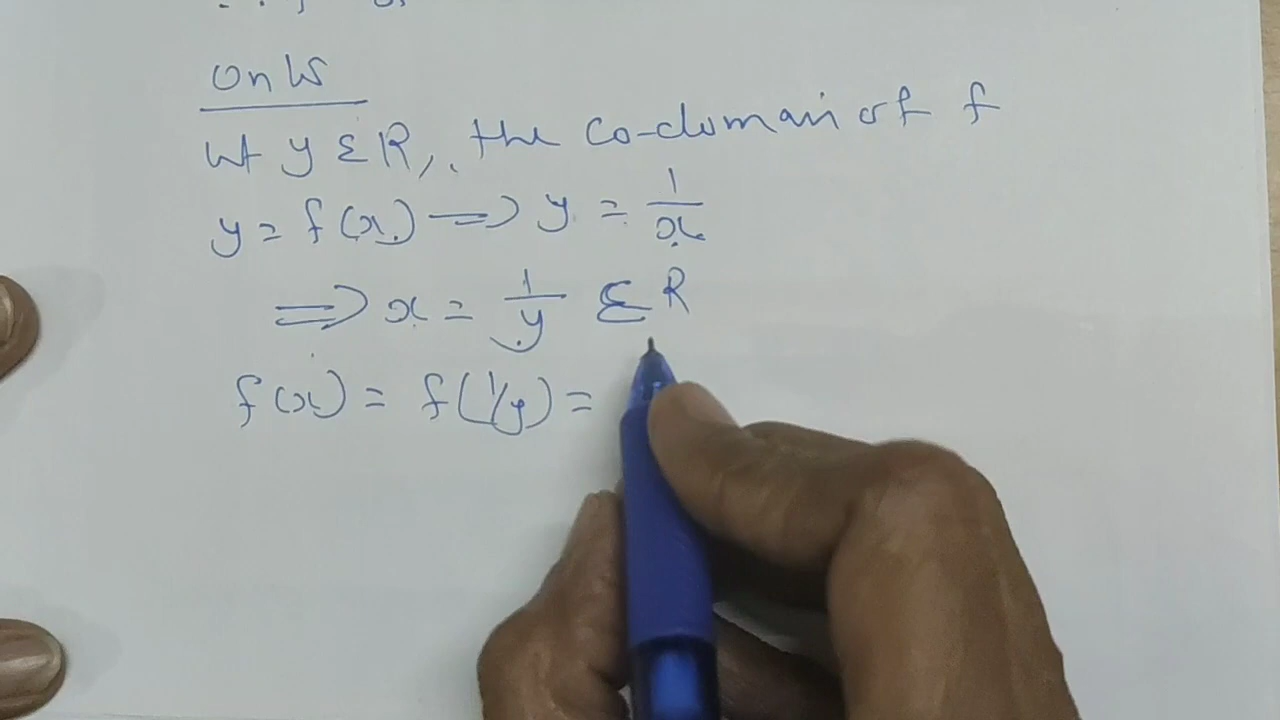 Onto
Let y ∈ R, the co-domain of f
y = f(x) ⟹ y = 1/x
⟹ x = 1/y ∈ R
f(x) = f(1/y) =